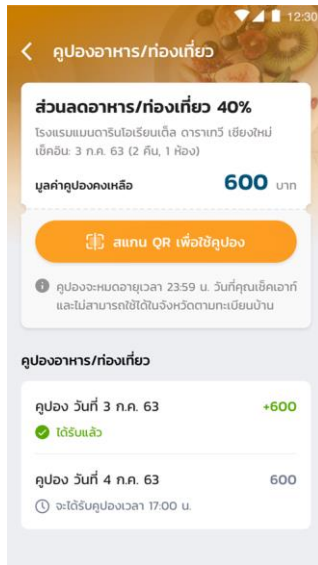 12:30
คูปองอาหาร/ท่องเที่ยว
ส่วนลดอาหาร/ท่องเที่ยว 40%
โรงแรมแมนดารินโอเรียนเต็ล ดาราเทวี เชียงใหม่
เช็คอิน: 3 ก.ค. 63 (2 คืน, 1 ห้อง)
มูลค่าคูปองคงเหลือ 600 บาท
สแกน QR เพื่อใช้คูปอง
คูปองจะหมดอายุเวลา 23:59 น. วันที่คุณเช็คเอาท์
และไม่สามารถใช้ได้ในจังหวัดตามทะเบียนบ้าน
คูปองอาหาร/ท่องเที่ยว
คูปอง วันที่ 3 ก.ค. 63 +600
ได้รับแล้ว
คูปอง วันที่ 4 ก.ค. 63 600
จะได้รับคูปองเวลา 17:00 น.